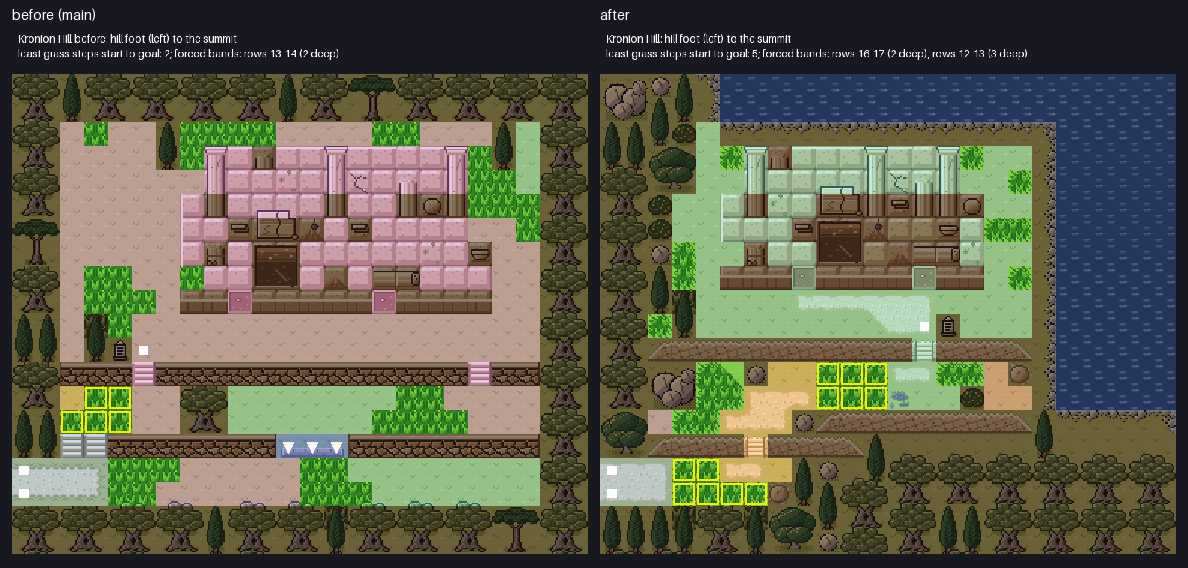 before (main)
Kronion Hill before: hill foot (left) to the summit
least grass steps start to goal: 2; forced bands: rows 13-14 (2 deep)
after
Kronion Hill: hill foot (left) to the summit
least grass steps start to goal: 5; forced bands: rows 16-17 (2 deep), rows 12-13 (3 deep)